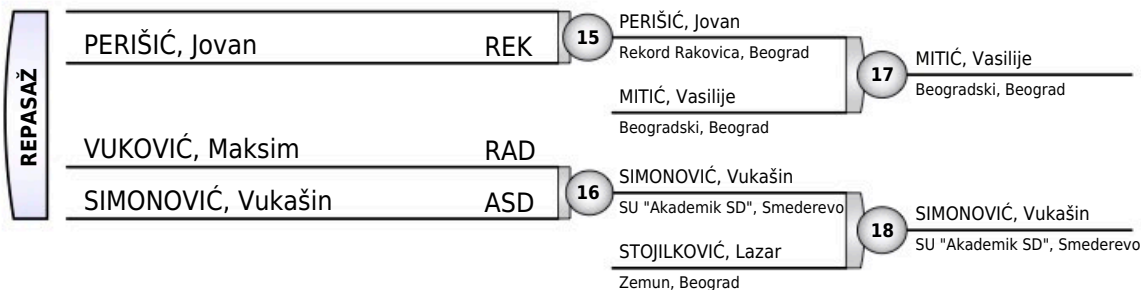 REPASAŽ
PERIŠIĆ, Jovan REK
VUKOVIĆ, Maksim RAD
SIMONOVIĆ, Vukašin ASD
15
PERIŠIĆ, Jovan
Rekord Rakovica, Beograd
MITIĆ, Vasilije
Beogradski, Beograd
16
SIMONOVIĆ, Vukašin
SU "Akademik SD", Smederevo
STOJILKOVIĆ, Lazar
Zemun, Beograd
17
MITIĆ, Vasilije
Beogradski, Beograd
18
SIMONOVIĆ, Vukašin
SU "Akademik SD", Smederevo